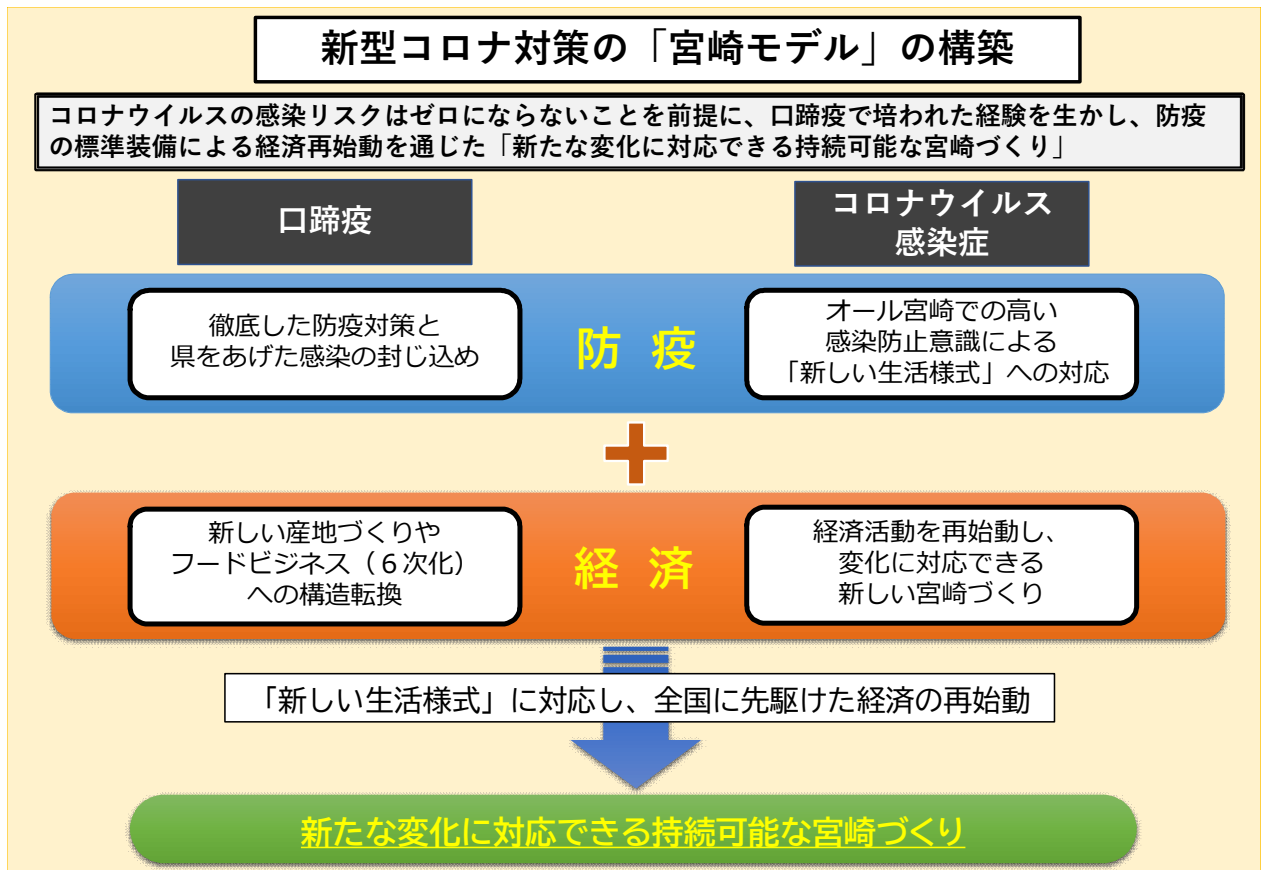 新型コロナ対策の「宮崎モデル」の構築
コロナウイルスの感染リスクはゼロにならないことを前提に、口蹄疫で培われた経験を生かし、防疫
の標準装備による経済再始動を通じた「新たな変化に対応できる持続可能な宮崎づくり」
口蹄疫
コロナウイルス
感染症
徹底した防疫対策と
県をあげた感染の封じ込め
防 疫
オール宮崎での高い
感染防止意識による
「新しい生活様式」への対応
新しい産地づくりや
フードビジネス（６次化）
への構造転換
経 済
経済活動を再始動し、
変化に対応できる
新しい宮崎づくり
「新しい生活様式」に対応し、全国に先駆けた経済の再始動
新たな変化に対応できる持続可能な宮崎づくり